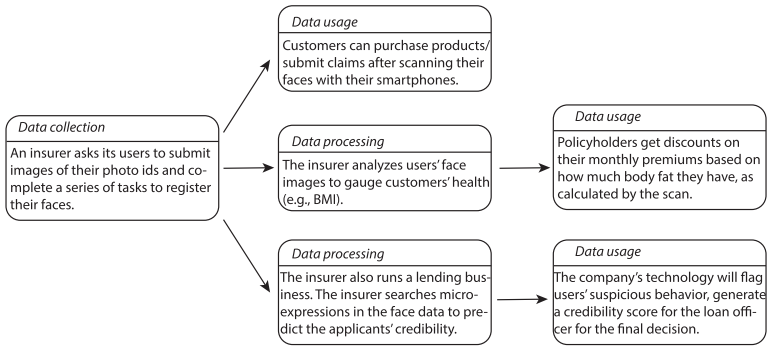 Data usage
Customers can purchase products/
submit claims after scanning their
faces with their smartphones.
Data collection
An insurer asks its users to submit
images of their photo ids and co-
mplete a series of tasks to register
their faces.
Data processing
The insurer analyzes users' face
images to gauge customers' health
(e.g., BMI).
Data usage
Policyholders get discounts on
their monthly premiums based on
how much body fat they have, as
calculated by the scan.
Data processing
The insurer also runs a lending bus-
iness. The insurer searches micro-
expressions in the face data to pre-
dict the applicants' credibility.
Data usage
The company's technology will flag
users' suspicious behavior, generate
a credibility score for the loan offi-
cer for the final decision.